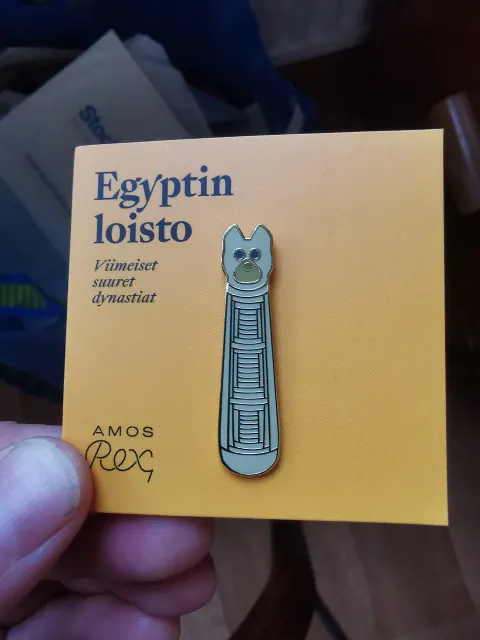 Egyptin
loisto
Viimeiset
suuret
dynastiat
AMOS
Rex